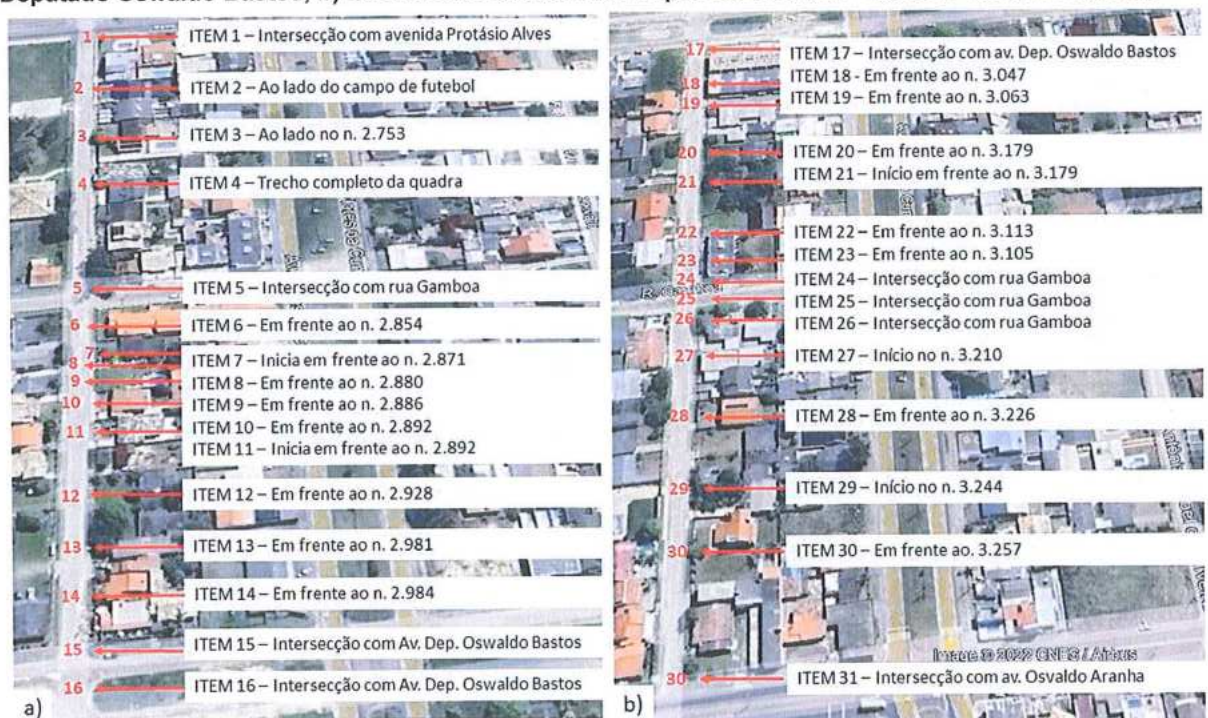 1 ITEM 1 – Intersecção com avenida Protásio Alves
2 ITEM 2 – Ao lado do campo de futebol
3 ITEM 3 – Ao lado no n. 2.753
4 ITEM 4 – Trecho completo da quadra
5 ITEM 5 – Intersecção com rua Gamboa
6 ITEM 6 – Em frente ao n. 2.854
7 ITEM 7 – Inicia em frente ao n. 2.871
8 ITEM 8 – Em frente ao n. 2.880
9 ITEM 9 – Em frente ao n. 2.886
10 ITEM 10 – Em frente ao n. 2.892
11 ITEM 11 – Inicia em frente ao n. 2.892
12 ITEM 12 – Em frente ao n. 2.928
13 ITEM 13 – Em frente ao n. 2.981
14 ITEM 14 – Em frente ao n. 2.984
15 ITEM 15 – Intersecção com Av. Dep. Oswaldo Bastos
16 ITEM 16 – Intersecção com Av. Dep. Oswaldo Bastos
a)
17 ITEM 17 – Intersecção com av. Dep. Oswaldo Bastos
18 ITEM 18 - Em frente ao n. 3.047
19 ITEM 19 – Em frente ao n. 3.063
20 ITEM 20 – Em frente ao n. 3.179
21 ITEM 21 – Início em frente ao n. 3.179
22 ITEM 22 – Em frente ao n. 3.113
23 ITEM 23 – Em frente ao n. 3.105
24 ITEM 24 – Intersecção com rua Gamboa
25 ITEM 25 – Intersecção com rua Gamboa
26 ITEM 26 – Intersecção com rua Gamboa
27 ITEM 27 – Início no n. 3.210
28 ITEM 28 – Em frente ao n. 3.226
29 ITEM 29 – Início no n. 3.244
30 ITEM 30 – Em frente ao. 3.257
Image © 2022 CNES / Airbus
30 ITEM 31 – Intersecção com av. Osvaldo Aranha
b)